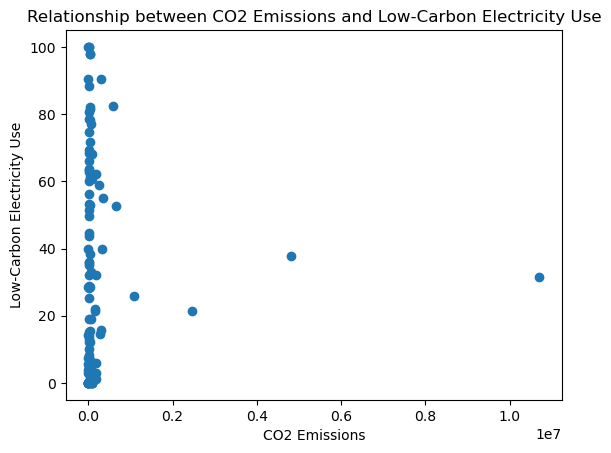 Relationship between CO2 Emissions and Low-Carbon Electricity Use
100
80
60
40
20
0
Low-Carbon Electricity Use
0.0 0.2 0.4 0.6 0.8 1.0
1e7
CO2 Emissions